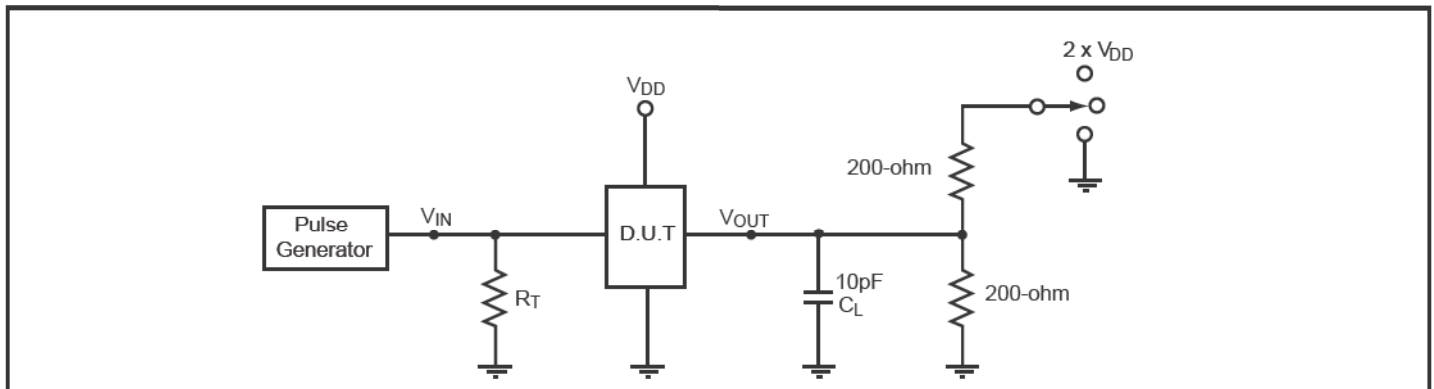 2 x VDD
VDD
200-ohm
Pulse
Generator
VIN
D.U.T
VOUT
RT
10pF
CL
200-ohm